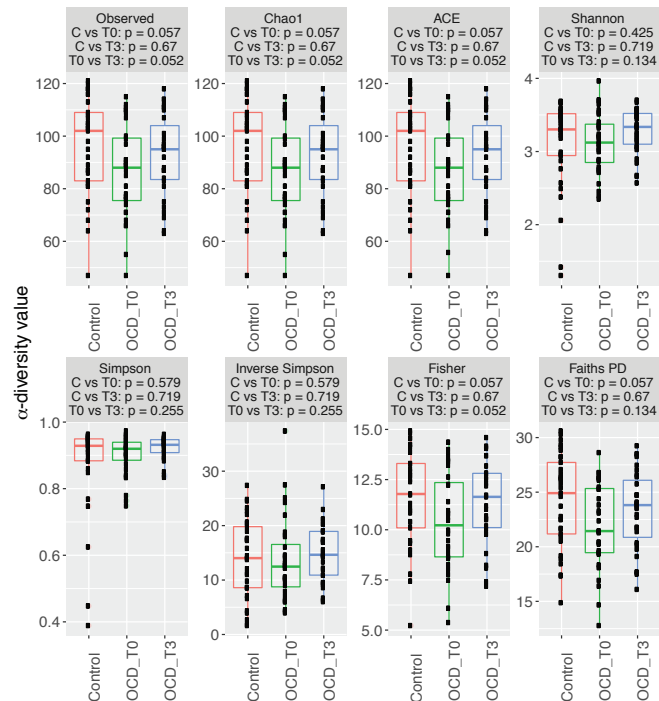 α-diversity value
Observed
C vs T0: p = 0.057
C vs T3: p = 0.67
T0 vs T3: p = 0.052
120
100
80
60
Control
OCD_T0
OCD_T3
Chao1
C vs T0: p = 0.057
C vs T3: p = 0.67
T0 vs T3: p = 0.052
120
100
80
60
Control
OCD_T0
OCD_T3
ACE
C vs T0: p = 0.057
C vs T3: p = 0.67
T0 vs T3: p = 0.052
120
100
80
60
Control
OCD_T0
OCD_T3
Shannon
C vs T0: p = 0.425
C vs T3: p = 0.719
T0 vs T3: p = 0.134
4
3
2
Control
OCD_T0
OCD_T3
Simpson
C vs T0: p = 0.579
C vs T3: p = 0.719
T0 vs T3: p = 0.255
1.0
0.8
0.6
0.4
Control
OCD_T0
OCD_T3
Inverse Simpson
C vs T0: p = 0.579
C vs T3: p = 0.719
T0 vs T3: p = 0.255
40
30
20
10
0
Control
OCD_T0
OCD_T3
Fisher
C vs T0: p = 0.057
C vs T3: p = 0.67
T0 vs T3: p = 0.052
15.0
12.5
10.0
7.5
5.0
Control
OCD_T0
OCD_T3
Faiths PD
C vs T0: p = 0.057
C vs T3: p = 0.67
T0 vs T3: p = 0.134
30
25
20
15
Control
OCD_T0
OCD_T3